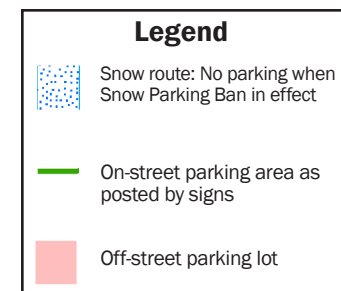 Legend
Snow route: No parking when
Snow Parking Ban in effect
On-street parking area as
posted by signs
Off-street parking lot